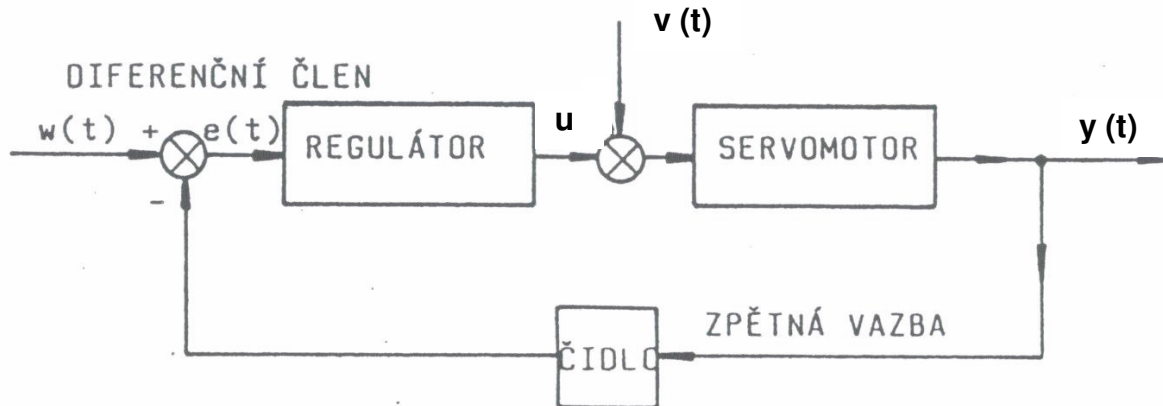 v (t)
DIFERENČNÍ ČLEN
w(t) + e(t) REGULÁTOR u SERVOMOTOR y (t)
-
ZPĚTNÁ VAZBA
ČIDLO